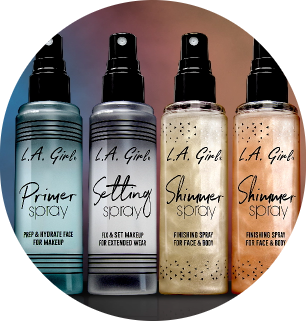 L.A. Girl
Primer
spray
PREP & HYDRATE FACE
FOR MAKEUP
L.A. Girl
Setting
spray
FIX & SET MAKEUP
FOR EXTENDED WEAR
L.A. Girl
Shimmer
spray
FINISHING SPRAY
FOR FACE & BODY
L.A. Girl
Shimmer
spray
FINISHING SPRAY
FOR FACE & BODY